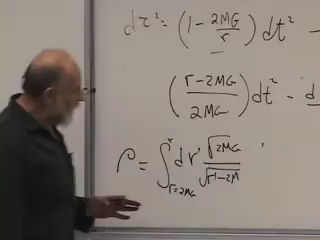 dτ² = (1 - 2MG/r) dt² -
((r-2MG)/2MG) dt² - d
ρ = ∫_{r=2MG}^{r} dr' √2MG/√r'-2M